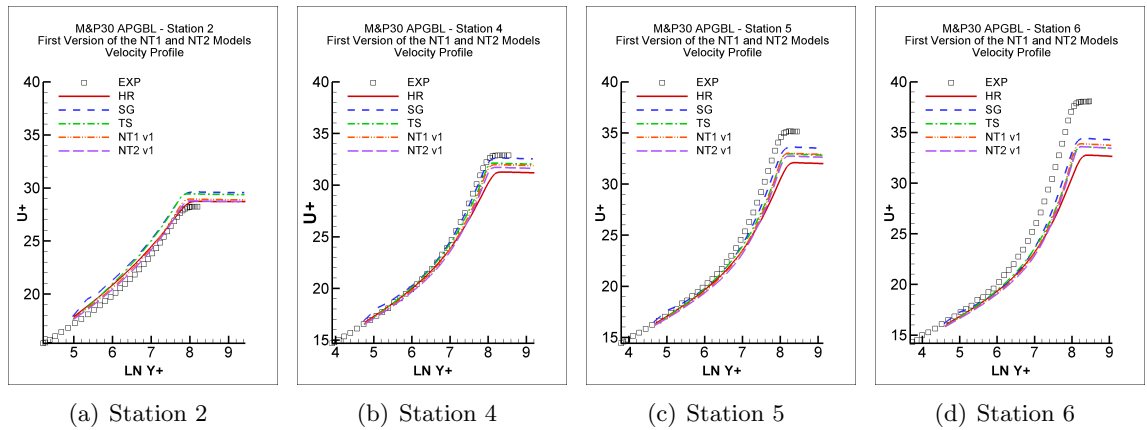 M&P30 APGBL - Station 2
First Version of the NT1 and NT2 Models
Velocity Profile
EXP
HR
SG
TS
NT1 v1
NT2 v1
40
35
30
25
20
U+
5 6 7 8 9
LN Y+
(a) Station 2
M&P30 APGBL - Station 4
First Version of the NT1 and NT2 Models
Velocity Profile
EXP
HR
SG
TS
NT1 v1
NT2 v1
40
35
30
25
20
15
U+
4 5 6 7 8 9
LN Y+
(b) Station 4
M&P30 APGBL - Station 5
First Version of the NT1 and NT2 Models
Velocity Profile
EXP
HR
SG
TS
NT1 v1
NT2 v1
40
35
30
25
20
15
U+
4 5 6 7 8 9
LN Y+
(c) Station 5
M&P30 APGBL - Station 6
First Version of the NT1 and NT2 Models
Velocity Profile
EXP
HR
SG
TS
NT1 v1
NT2 v1
40
35
30
25
20
15
U+
4 5 6 7 8 9
LN Y+
(d) Station 6